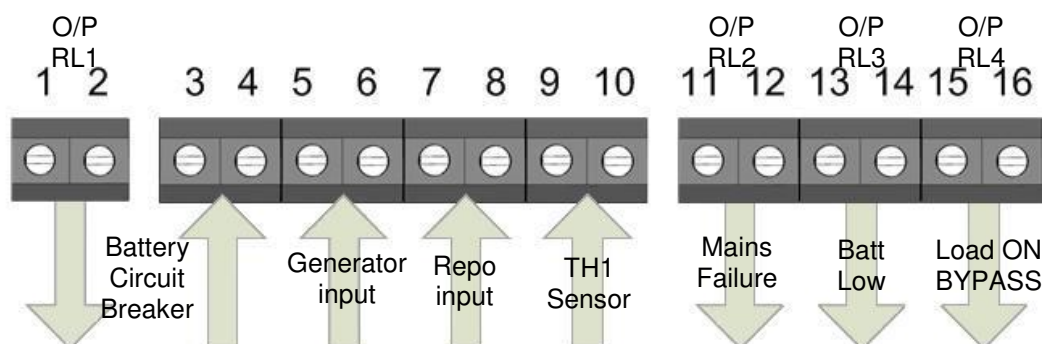 O/P O/P O/P O/P
RL1 RL2 RL3 RL4
1 2 3 4 5 6 7 8 9 10 11 12 13 14 15 16
Battery
Circuit
Breaker
Generator
input
Repo
input
TH1
Sensor
Mains
Failure
Batt
Low
Load ON
BYPASS